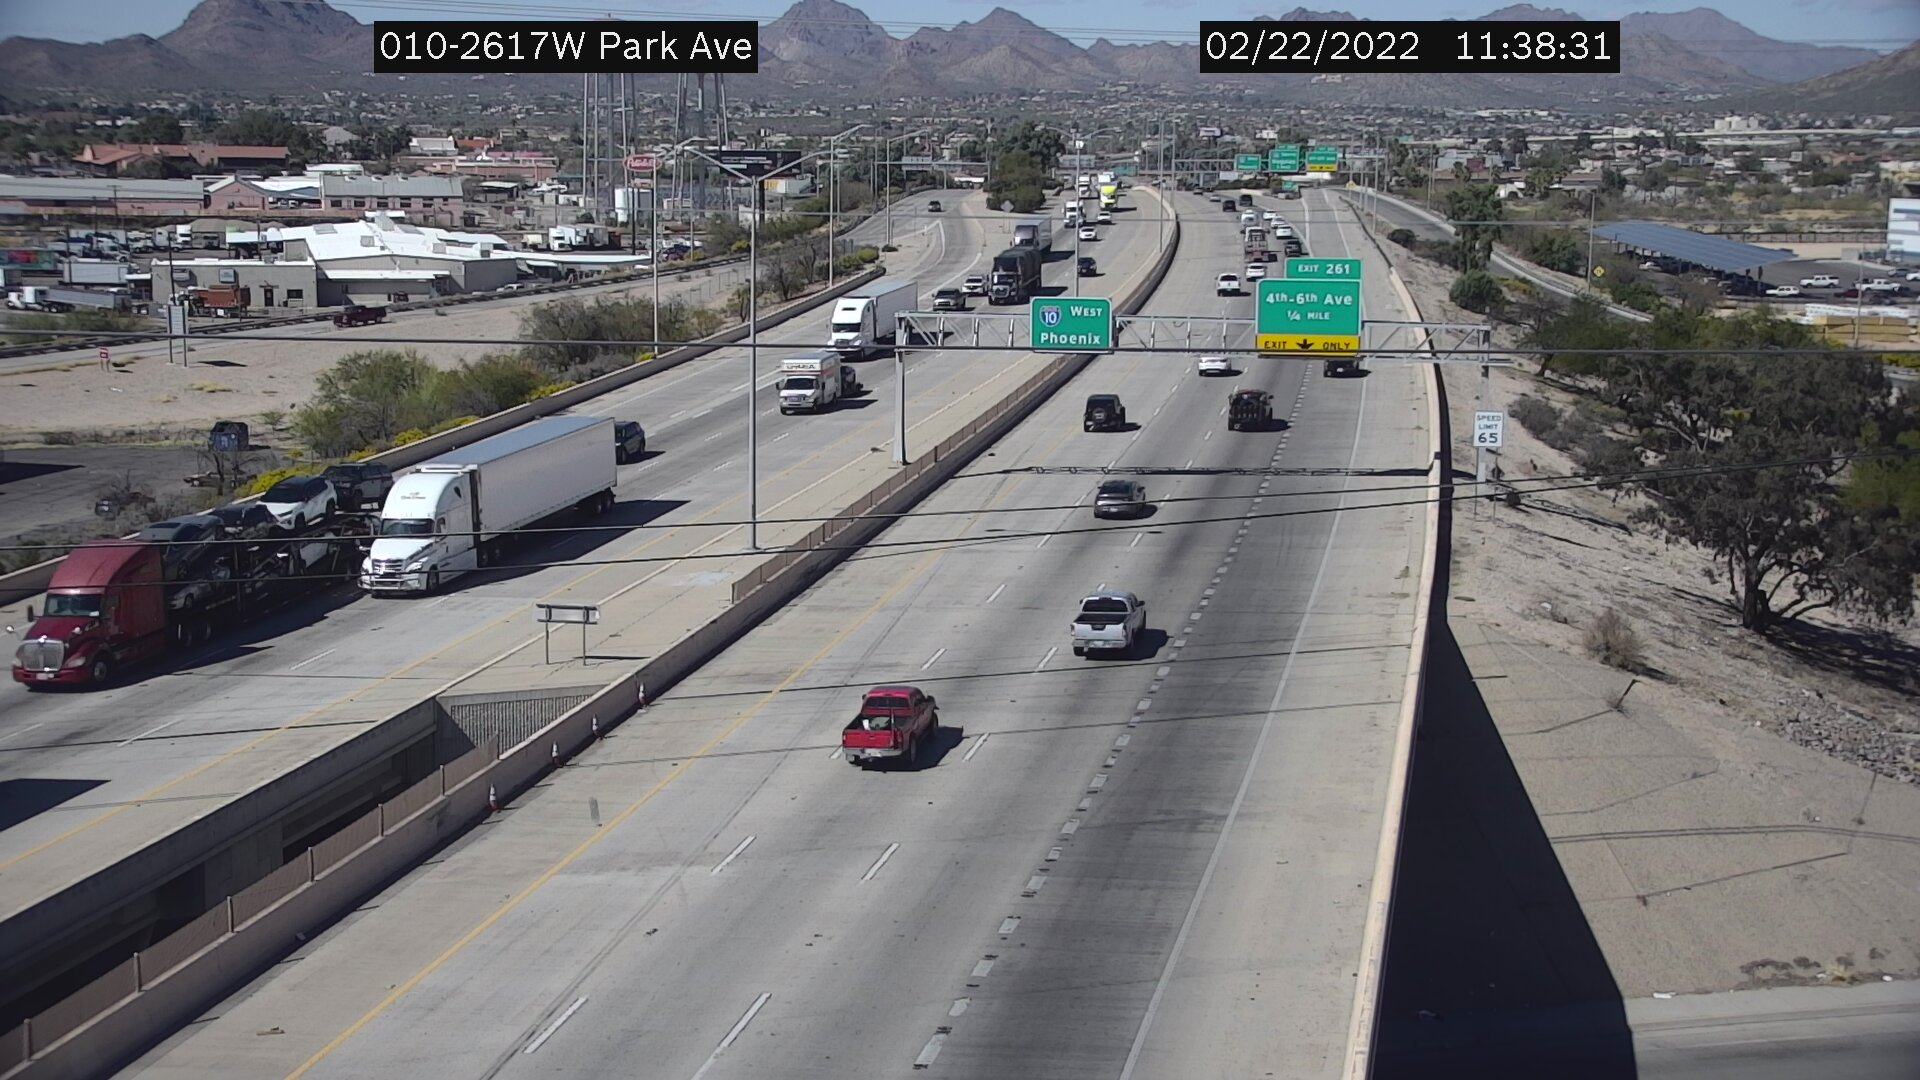 010-2617W Park Ave
02/22/2022 11:38:31
EXIT 261
4th-6th Ave
1/4 MILE
EXIT ONLY
10 WEST
Phoenix
SPEED
LIMIT
65